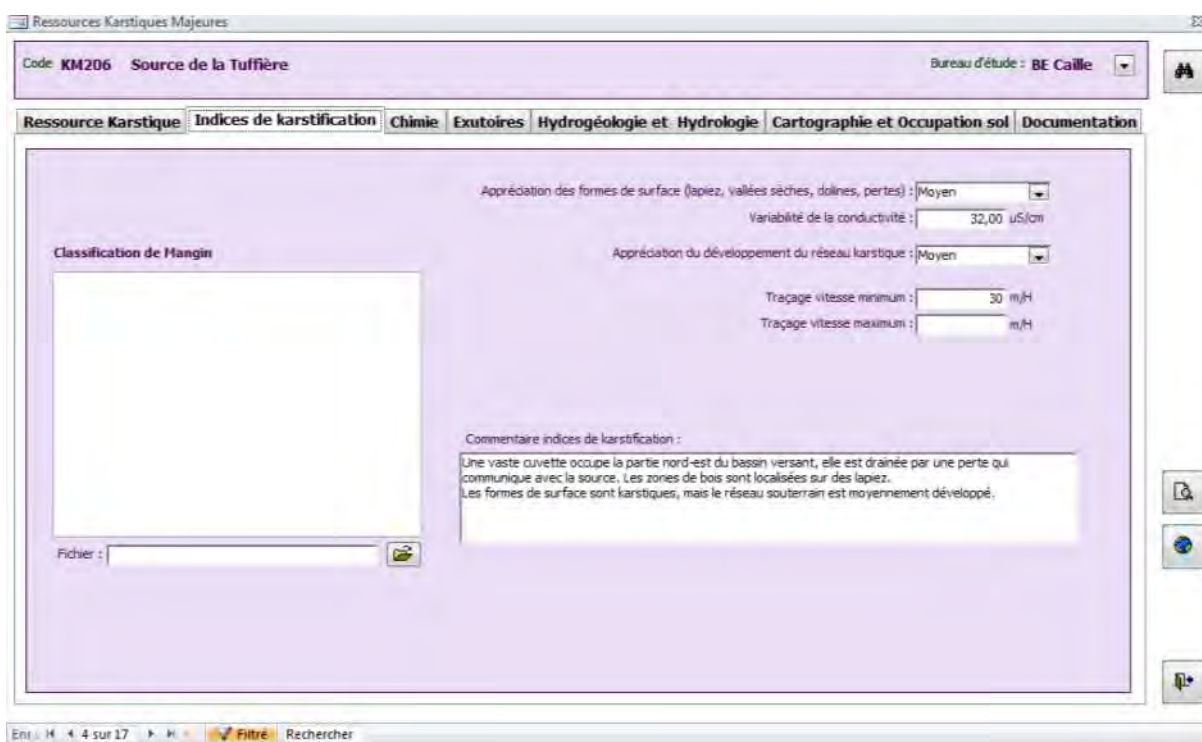 Ressources Karstiques Majeures
Code KM206 Source de la Tuffière Bureau d'étude : BE Caille
Ressource Karstique Indices de karstification Chimie Exutoires Hydrogéologie et Hydrologie Cartographie et Occupation sol Documentation
Appréciation des formes de surface (lapiez, vallées sèches, dolines, pertes) : Moyen
Variabilité de la conductivité : 32,00 µS/cm
Classification de Mangin
Appréciation du développement du réseau karstique : Moyen
Traçage vitesse minimum : 30 m/H
Traçage vitesse maximum : m/H
Commentaire indices de karstification :
Une vaste cuvette occupe la partie nord-est du bassin versant, elle est drainée par une perte qui
communique avec la source. Les zones de bois sont localisées sur des lapiez.
Les formes de surface sont karstiques, mais le réseau souterrain est moyennement développé.
Fichier :
Enr : 4 sur 17 Filtré Rechercher